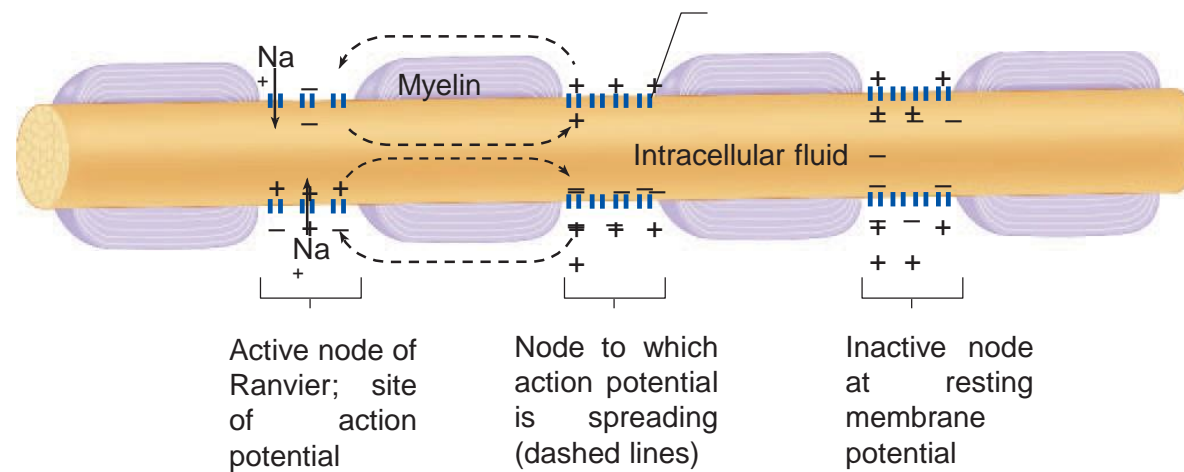 Na
+
Myelin
Intracellular fluid
Na
+
Active node of
Ranvier; site
of action
potential
Node to which
action potential
is spreading
(dashed lines)
Inactive node
at resting
membrane
potential